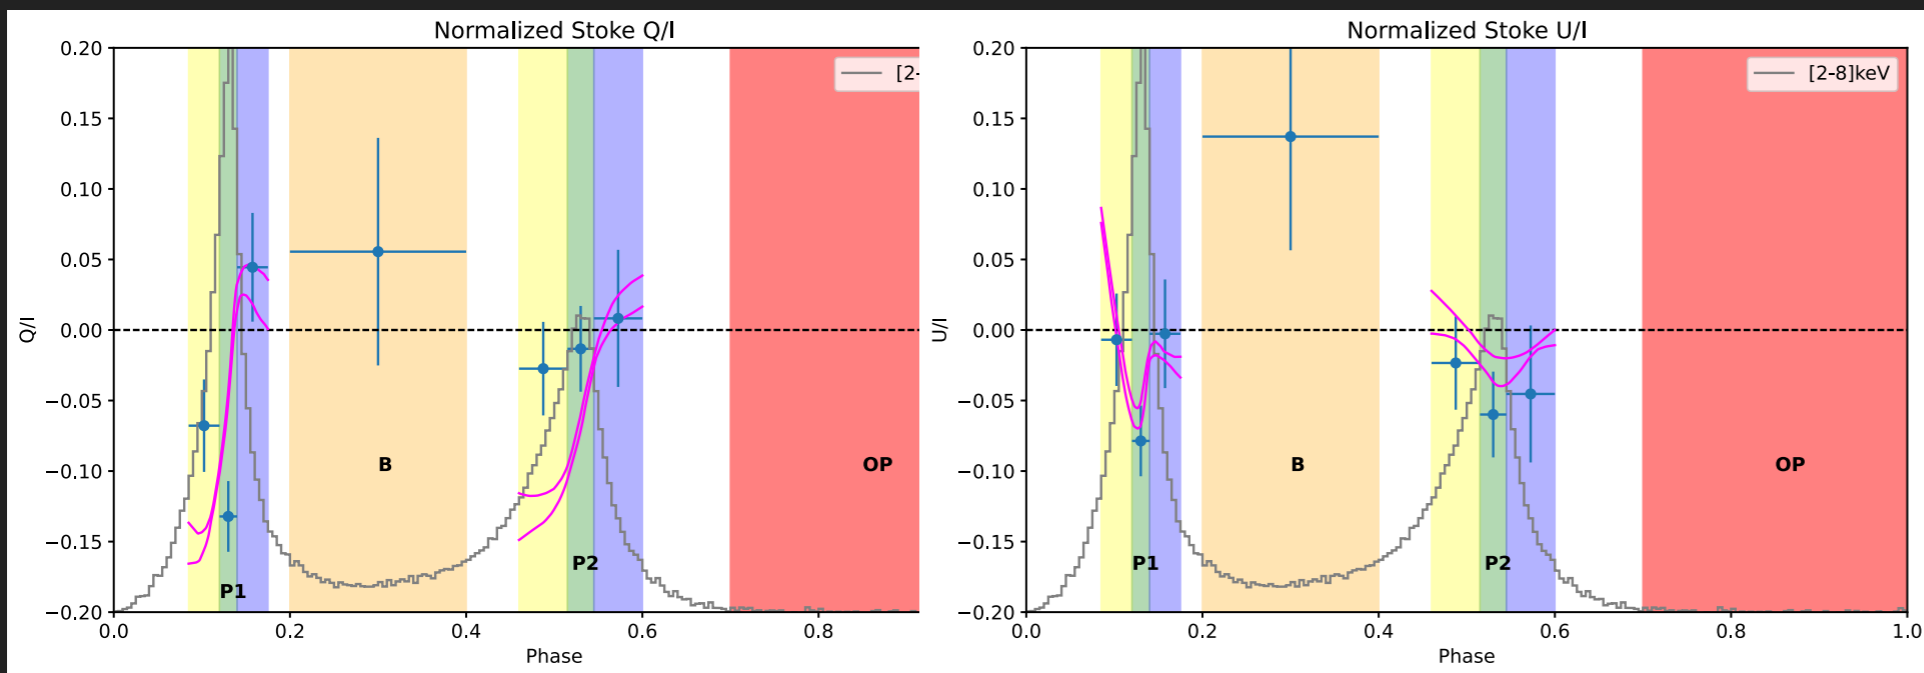 Normalized Stoke Q/I
0.20
0.15
0.10
0.05
0.00
−0.05
−0.10
−0.15
−0.20
Q/I
[2-
B
OP
P1
P2
0.0
0.2
0.4
0.6
0.8
Phase
Normalized Stoke U/I
0.20
0.15
0.10
0.05
0.00
−0.05
−0.10
−0.15
−0.20
U/I
[2-8]keV
B
OP
P1
P2
0.0
0.2
0.4
0.6
0.8
1.0
Phase